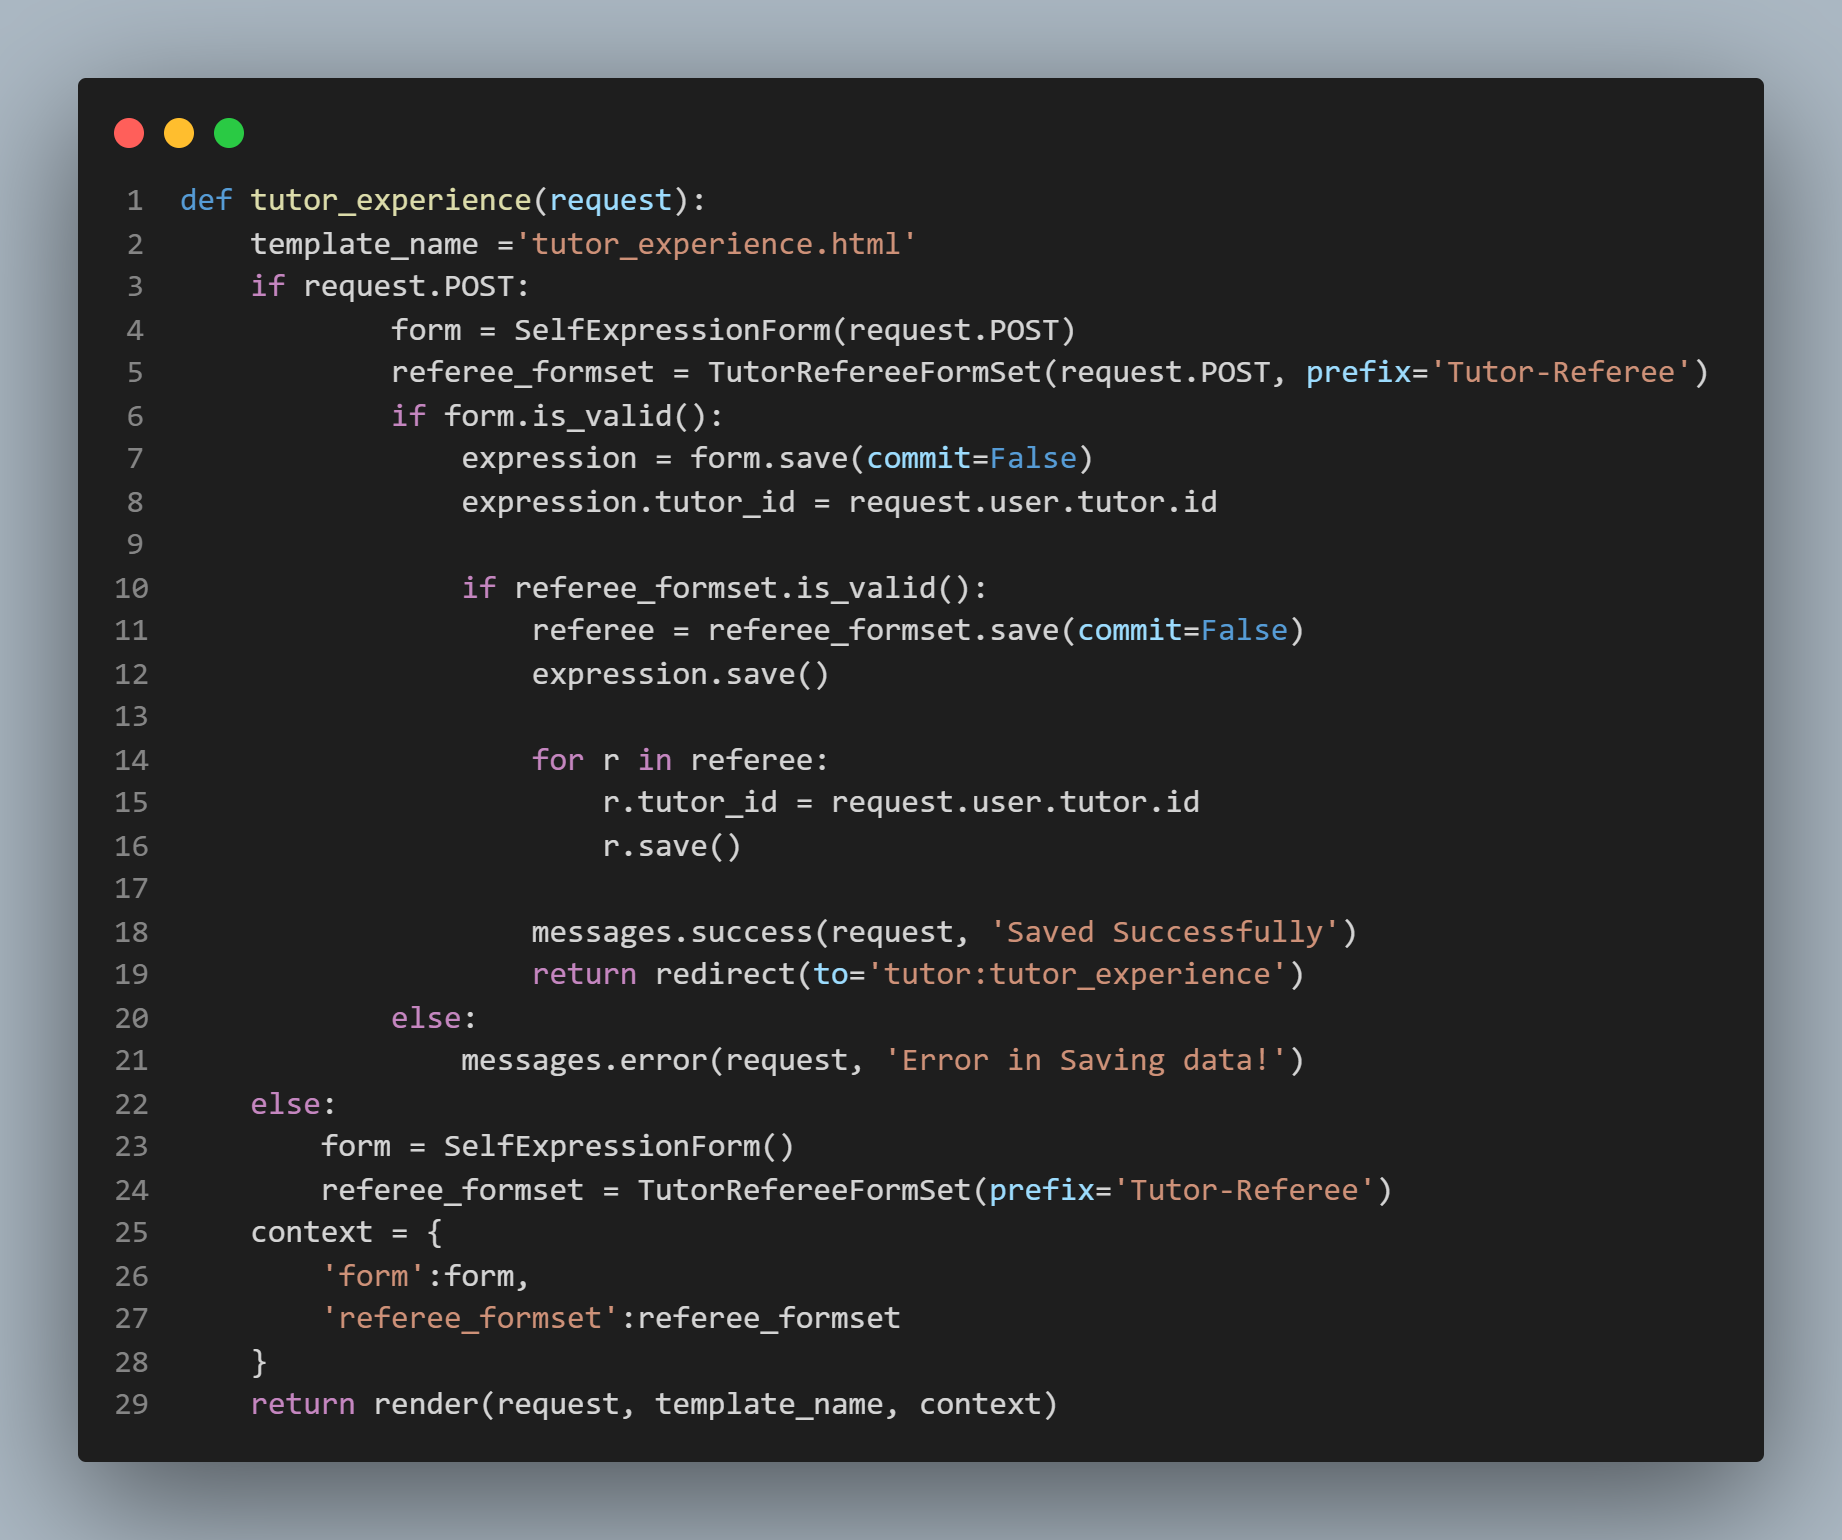 1 def tutor_experience(request):
2     template_name ='tutor_experience.html'
3     if request.POST:
4             form = SelfExpressionForm(request.POST)
5             referee_formset = TutorRefereeFormSet(request.POST, prefix='Tutor-Referee')
6             if form.is_valid():
7                 expression = form.save(commit=False)
8                 expression.tutor_id = request.user.tutor.id
9
10                 if referee_formset.is_valid():
11                     referee = referee_formset.save(commit=False)
12                     expression.save()
13
14                     for r in referee:
15                         r.tutor_id = request.user.tutor.id
16                         r.save()
17
18                     messages.success(request, 'Saved Successfully')
19                     return redirect(to='tutor:tutor_experience')
20             else:
21                 messages.error(request, 'Error in Saving data!')
22     else:
23         form = SelfExpressionForm()
24         referee_formset = TutorRefereeFormSet(prefix='Tutor-Referee')
25     context = {
26         'form':form,
27         'referee_formset':referee_formset
28     }
29     return render(request, template_name, context)